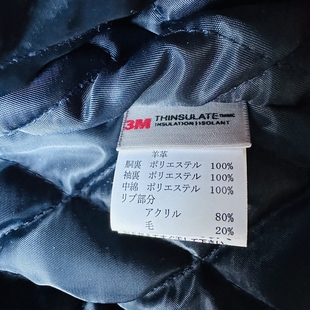 3M THINSULATE
INSULATION | ISOLANT
羊革
胴裏 ポリエステル 100%
袖裏 ポリエステル 100%
中綿 ポリエステル 100%
リブ部分
アクリル 80%
毛 20%